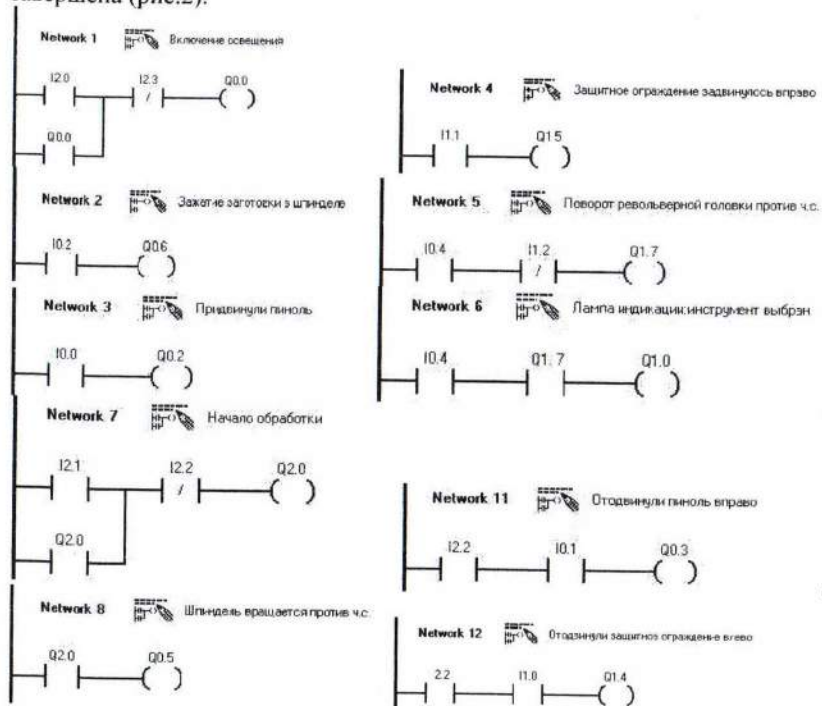 завершена (рис.2).
Network 1 Включение освещения
I2.0 I2.3 Q0.0
/
Q0.0
Network 2 Зажатие заготовки в шпинделе
I0.2 Q0.6
Network 3 Придвинули пиноль
I0.0 Q0.2
Network 4 Защитное ограждение задвинулось вправо
I1.1 Q1.5
Network 5 Поворот револьверной головки против ч.с.
I0.4 I1.2 Q1.7
/
Network 6 Лампа индикации:инструмент выбран
I0.4 Q1.7 Q1.0
Network 7 Начало обработки
I2.1 I2.2 Q2.0
/
Q2.0
Network 8 Шпиндель вращается против ч.с.
Q2.0 Q0.5
Network 11 Отодвинули пиноль вправо
I2.2 I0.1 Q0.3
Network 12 Отодвинули защитное ограждение влево
2.2 I1.0 Q1.4